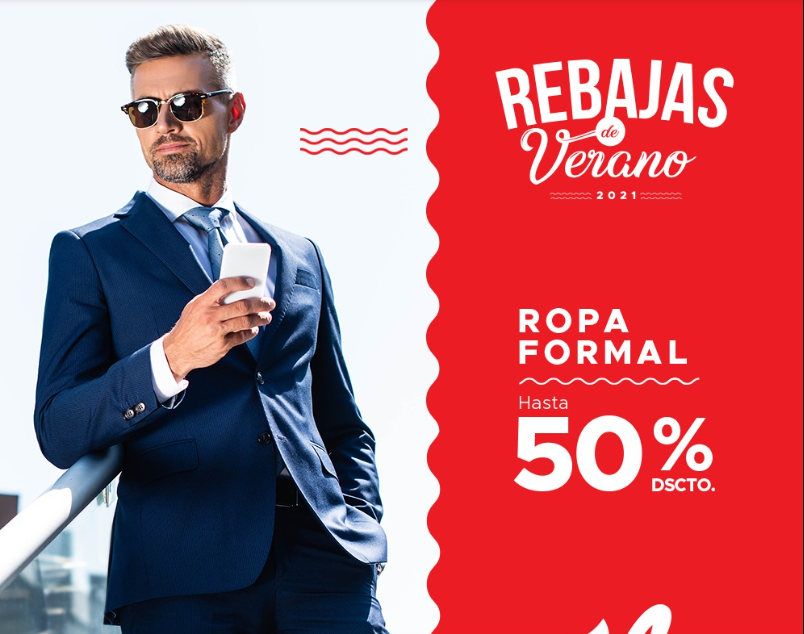 REBAJAS
de
Verano
2021
ROPA
FORMAL
Hasta
50%
DSCTO.